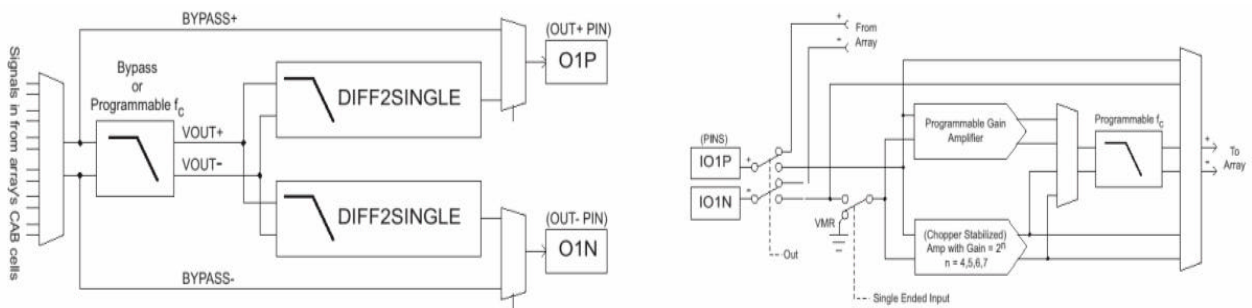 BYPASS+
(OUT+ PIN)
O1P
Signals in from array's CAB cells
Bypass
or
Programmable fc
VOUT+
VOUT-
DIFF2SINGLE
DIFF2SINGLE
(OUT- PIN)
O1N
BYPASS-
+
From
-
Array
(PINS)
IO1P
+
IO1N
-
VMR
Out
Single Ended Input
Programmable Gain
Amplifier
(Chopper Stabilized)
Amp with Gain = 2ⁿ
n = 4,5,6,7
Programmable fc
+
To
-
Array